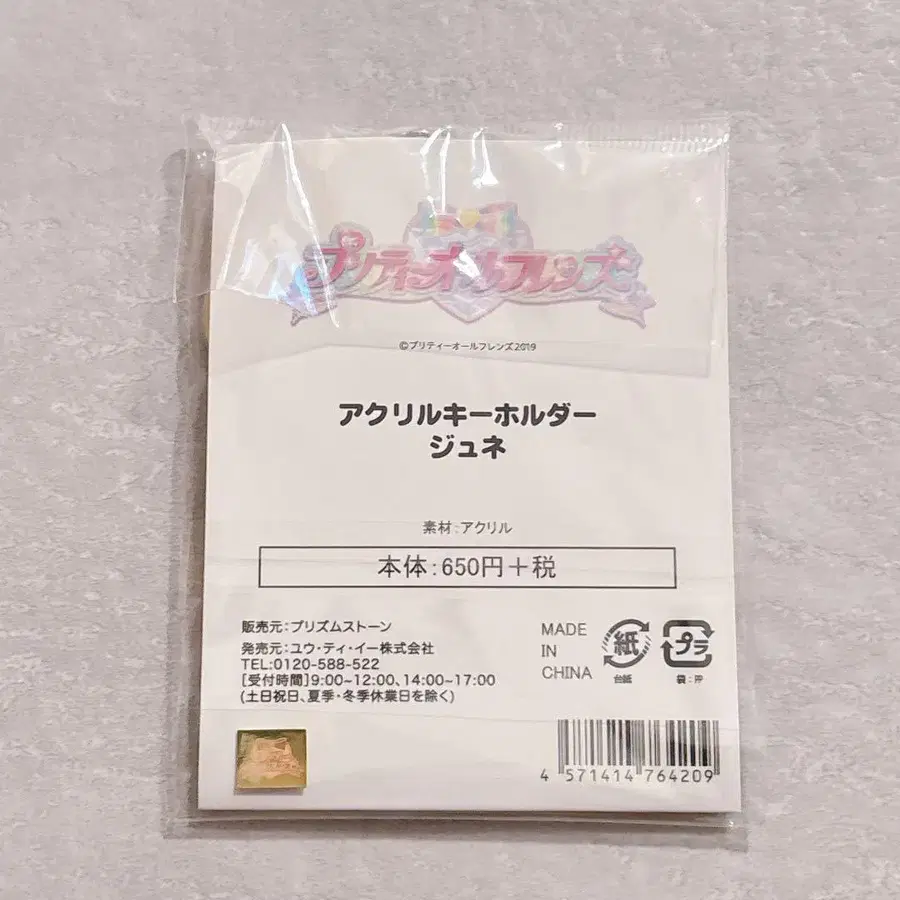 プリティーオールフレンズ
©プリティーオールフレンズ2019
アクリルキーホルダー
ジュネ
素材:アクリル
本体:650円+税
販売元:プリズムストーン
発売元:ユウ・ティ・イー株式会社
TEL:0120-588-522
[受付時間]9:00~12:00、14:00~17:00
(土日祝日、夏季・冬季休業日を除く)
MADE
IN
CHINA
紙
台紙
プラ
袋:PP
4 571414 764209